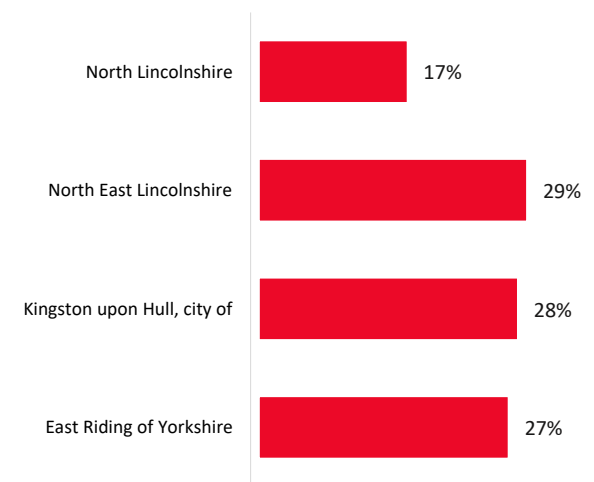 North Lincolnshire 17%
North East Lincolnshire 29%
Kingston upon Hull, city of 28%
East Riding of Yorkshire 27%